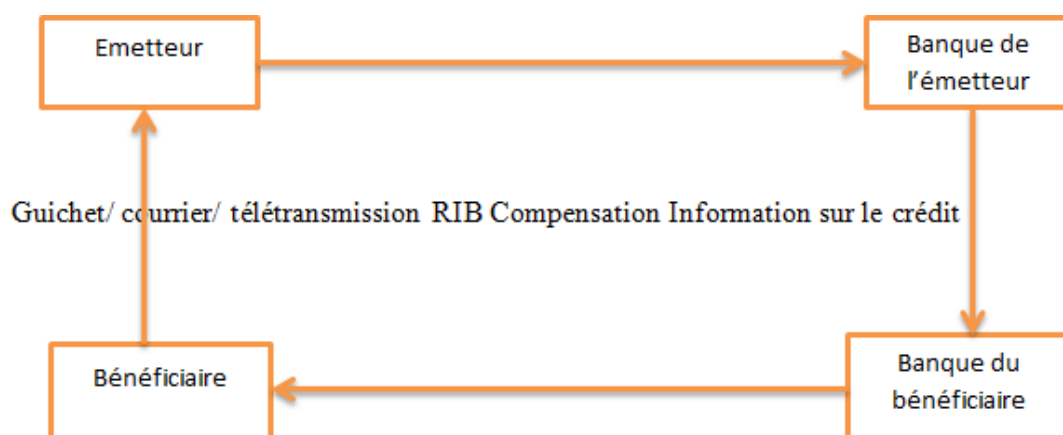 Emetteur
Banque de
l'émetteur
Guichet/ courrier/ télétransmission RIB Compensation Information sur le crédit
Bénéficiaire
Banque du
bénéficiaire